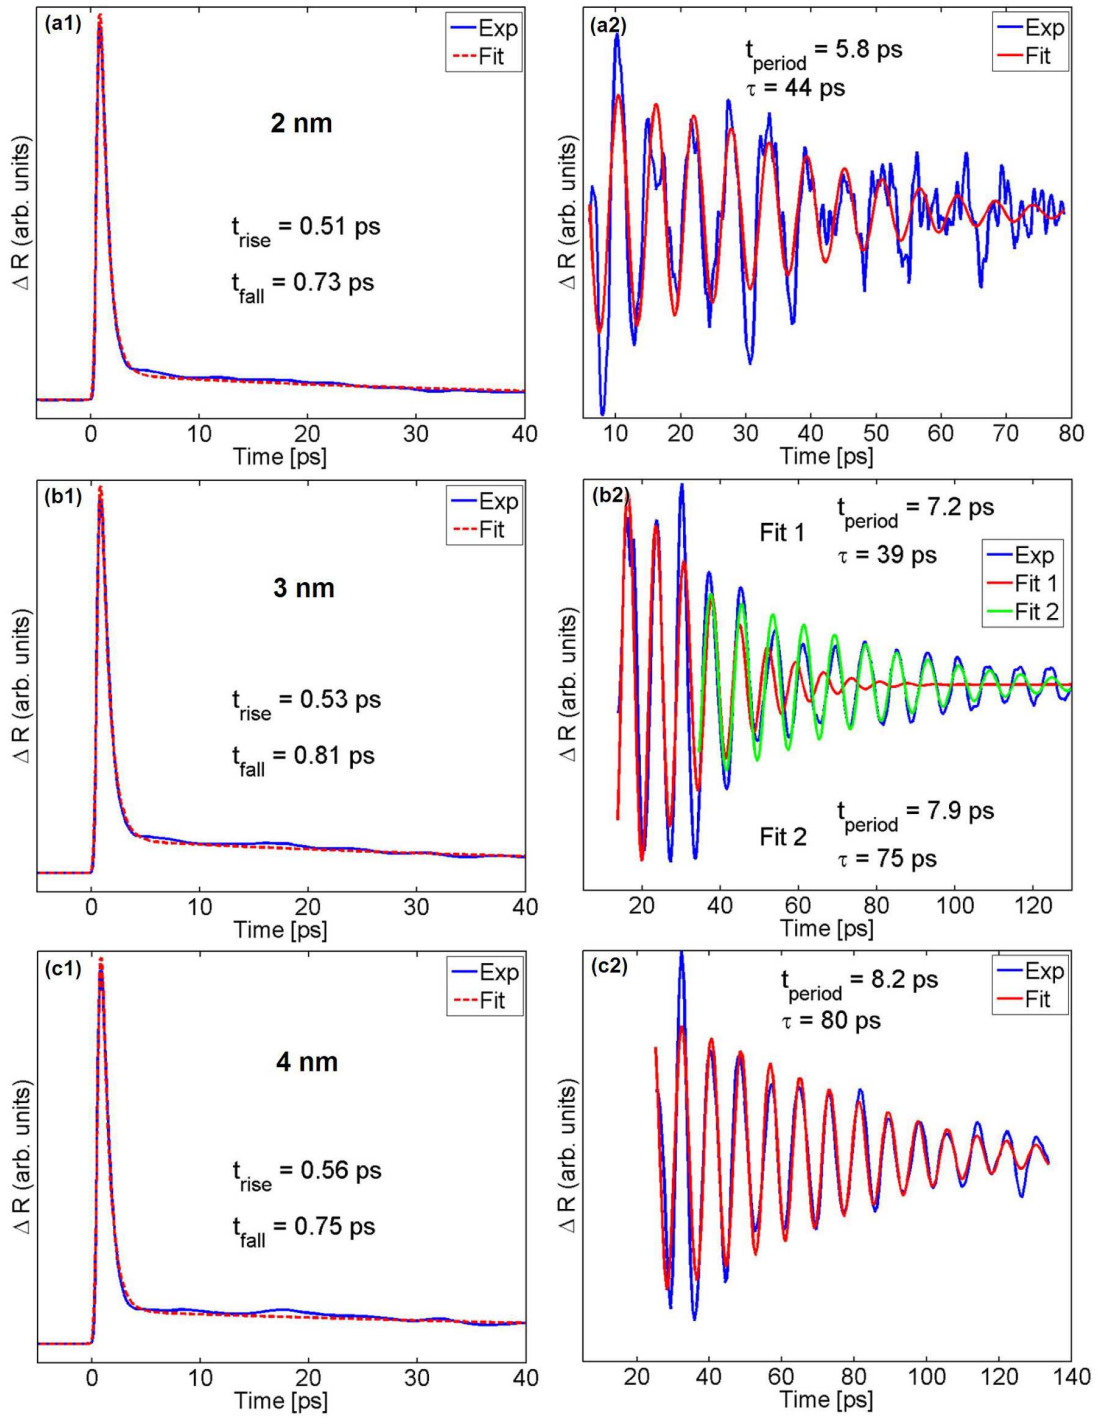 (a1)
Exp
Fit
2 nm
t_rise = 0.51 ps
t_fall = 0.73 ps
Δ R (arb. units)
0 10 20 30 40
Time [ps]
(a2)
t_period = 5.8 ps
τ = 44 ps
Exp
Fit
Δ R (arb. units)
10 20 30 40 50 60 70 80
Time [ps]
(b1)
Exp
Fit
3 nm
t_rise = 0.53 ps
t_fall = 0.81 ps
Δ R (arb. units)
0 10 20 30 40
Time [ps]
(b2)
Fit 1
t_period = 7.2 ps
τ = 39 ps
Exp
Fit 1
Fit 2
Fit 2
t_period = 7.9 ps
τ = 75 ps
Δ R (arb. units)
20 40 60 80 100 120
Time [ps]
(c1)
Exp
Fit
4 nm
t_rise = 0.56 ps
t_fall = 0.75 ps
Δ R (arb. units)
0 10 20 30 40
Time [ps]
(c2)
t_period = 8.2 ps
τ = 80 ps
Exp
Fit
Δ R (arb. units)
20 40 60 80 100 120 140
Time [ps]